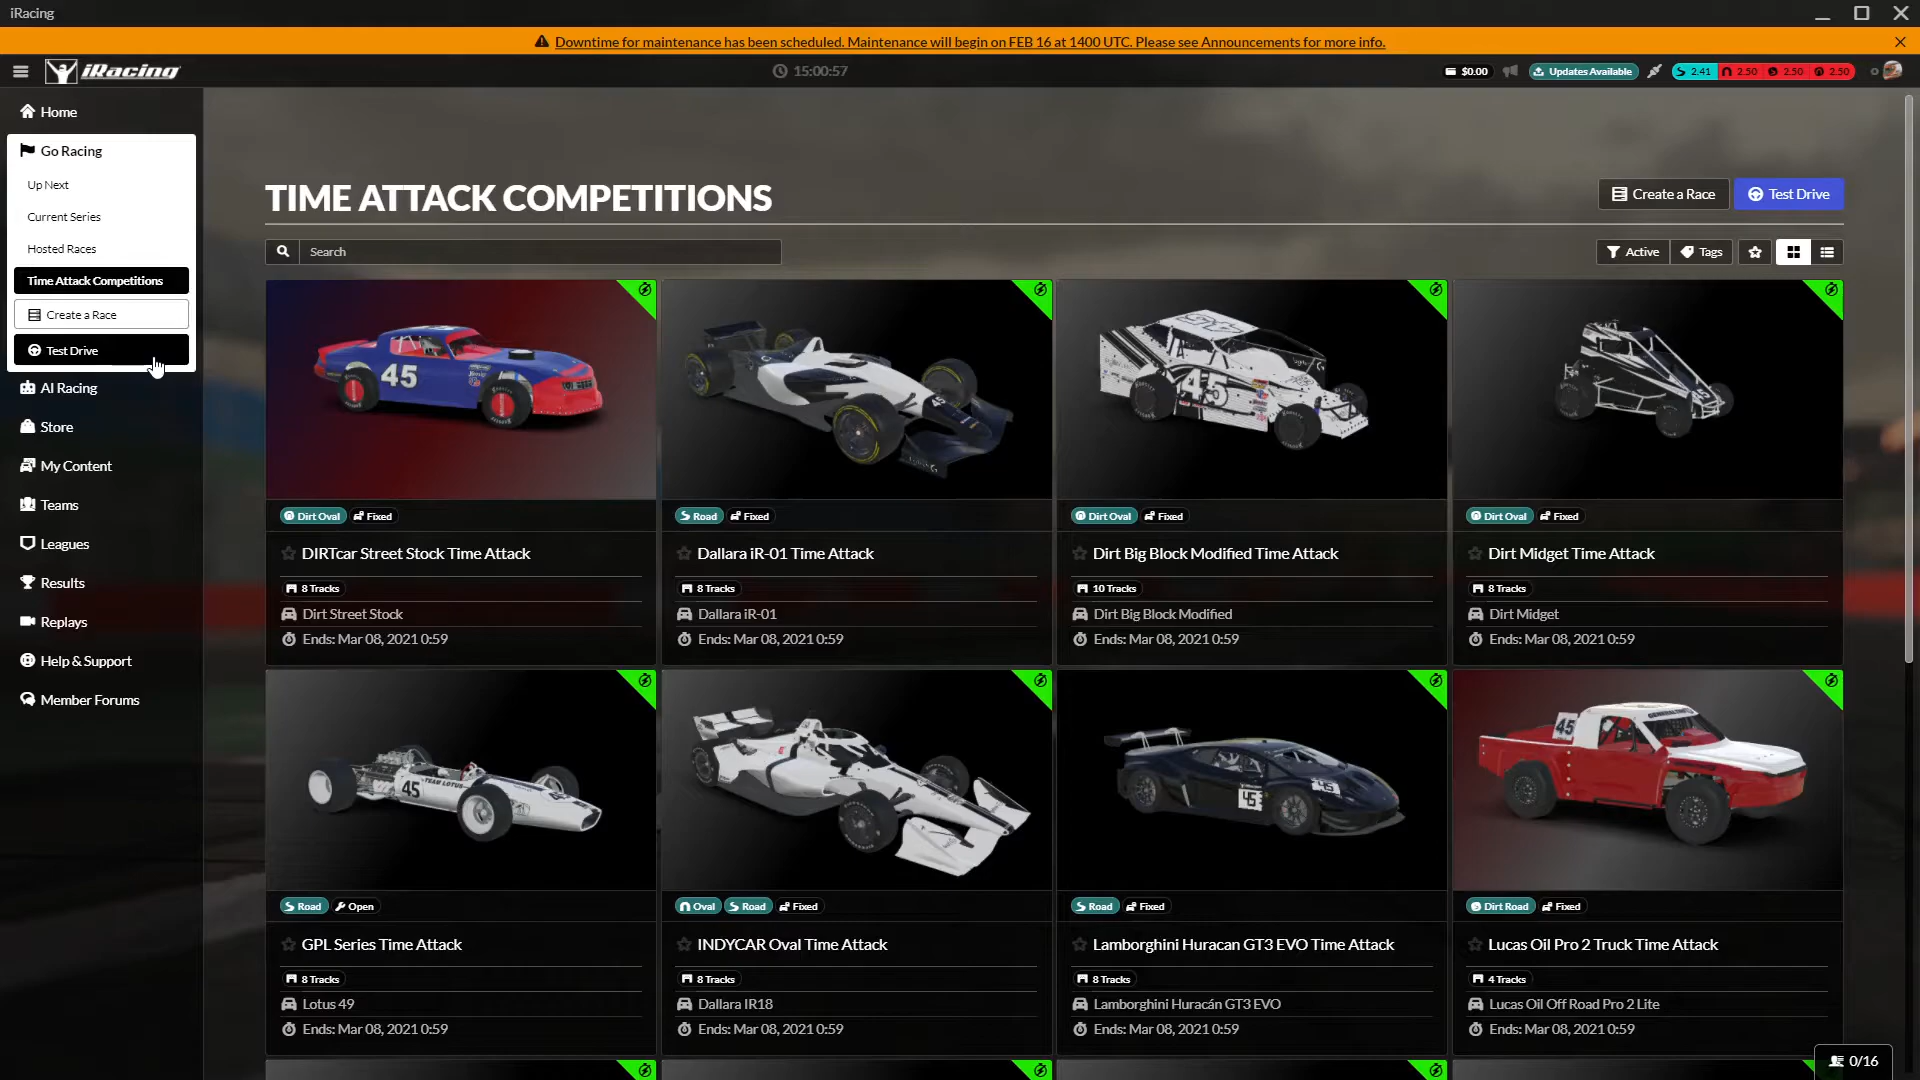 iRacing
Downtime for maintenance has been scheduled. Maintenance will begin on FEB 16 at 1400 UTC. Please see Announcements for more info.
iRacing
15:00:57
$0.00
Updates Available
2.41 2.50 2.50 2.50
Home
Go Racing
Up Next
Current Series
Hosted Races
Time Attack Competitions
Create a Race
Test Drive
AI Racing
Store
My Content
Teams
Leagues
Results
Replays
Help & Support
Member Forums
TIME ATTACK COMPETITIONS
Create a Race
Test Drive
Search
Active
Tags
45
45
45
Dirt Oval Fixed
DIRTcar Street Stock Time Attack
8 Tracks
Dirt Street Stock
Ends: Mar 08, 2021 0:59
Road Fixed
Dallara iR-01 Time Attack
8 Tracks
Dallara iR-01
Ends: Mar 08, 2021 0:59
Dirt Oval Fixed
Dirt Big Block Modified Time Attack
10 Tracks
Dirt Big Block Modified
Ends: Mar 08, 2021 0:59
Dirt Oval Fixed
Dirt Midget Time Attack
8 Tracks
Dirt Midget
Ends: Mar 08, 2021 0:59
45
TEAM LOTUS
45
45
45
Road Open
GPL Series Time Attack
8 Tracks
Lotus 49
Ends: Mar 08, 2021 0:59
Oval Road Fixed
INDYCAR Oval Time Attack
8 Tracks
Dallara IR18
Ends: Mar 08, 2021 0:59
Road Fixed
Lamborghini Huracan GT3 EVO Time Attack
8 Tracks
Lamborghini Huracán GT3 EVO
Ends: Mar 08, 2021 0:59
Dirt Road Fixed
Lucas Oil Pro 2 Truck Time Attack
4 Tracks
Lucas Oil Off Road Pro 2 Lite
Ends: Mar 08, 2021 0:59
0/16